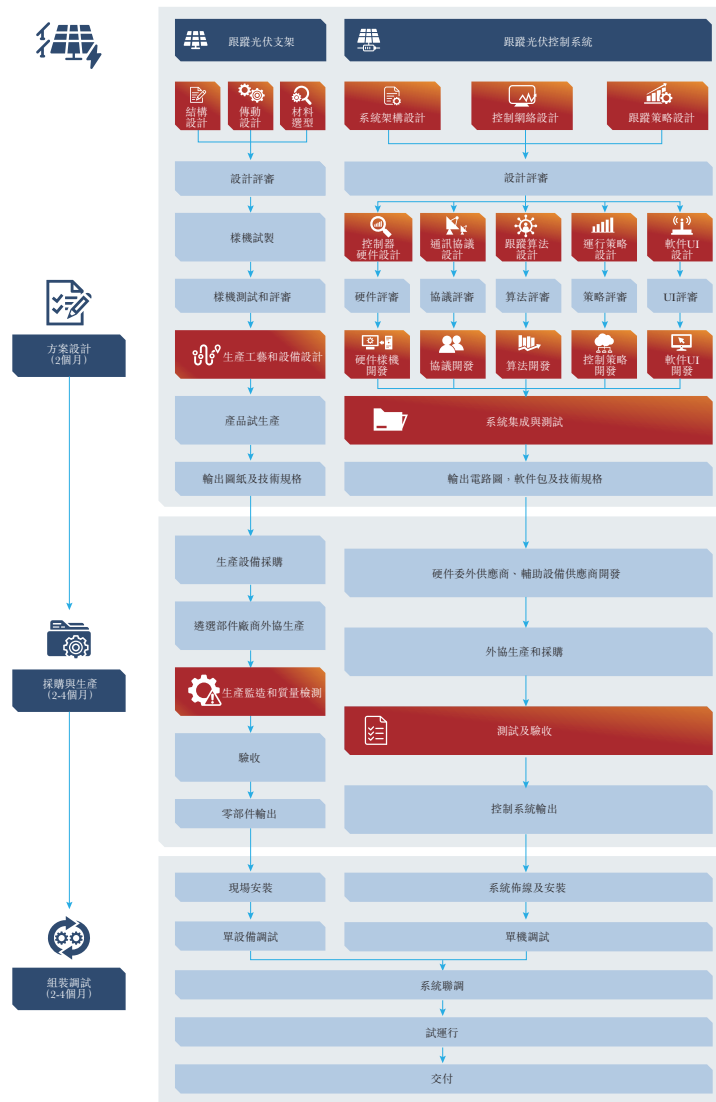 跟蹤光伏支架
跟蹤光伏控制系統
結構
設計
傳動
設計
材料
選型
系統架構設計
控制網絡設計
跟蹤策略設計
設計評審
設計評審
樣機試製
控制器
硬件設計
通訊協議
設計
跟蹤算法
設計
運行策略
設計
軟件UI
設計
樣機測試和評審
硬件評審
協議評審
算法評審
策略評審
UI評審
方案設計
(2個月)
生產工藝和設備設計
硬件樣機
開發
協議開發
算法開發
控制策略
開發
軟件UI
開發
產品試生產
系統集成與測試
輸出圖紙及技術規格
輸出電路圖，軟件包及技術規格
生產設備採購
硬件委外供應商、輔助設備供應商開發
遴選部件廠商外協生產
外協生產和採購
採購與生產
(2-4個月)
生產監造和質量檢測
測試及驗收
驗收
零部件輸出
控制系統輸出
現場安裝
系統佈線及安裝
單設備調試
單機調試
組裝調試
(2-4個月)
系統聯調
試運行
交付